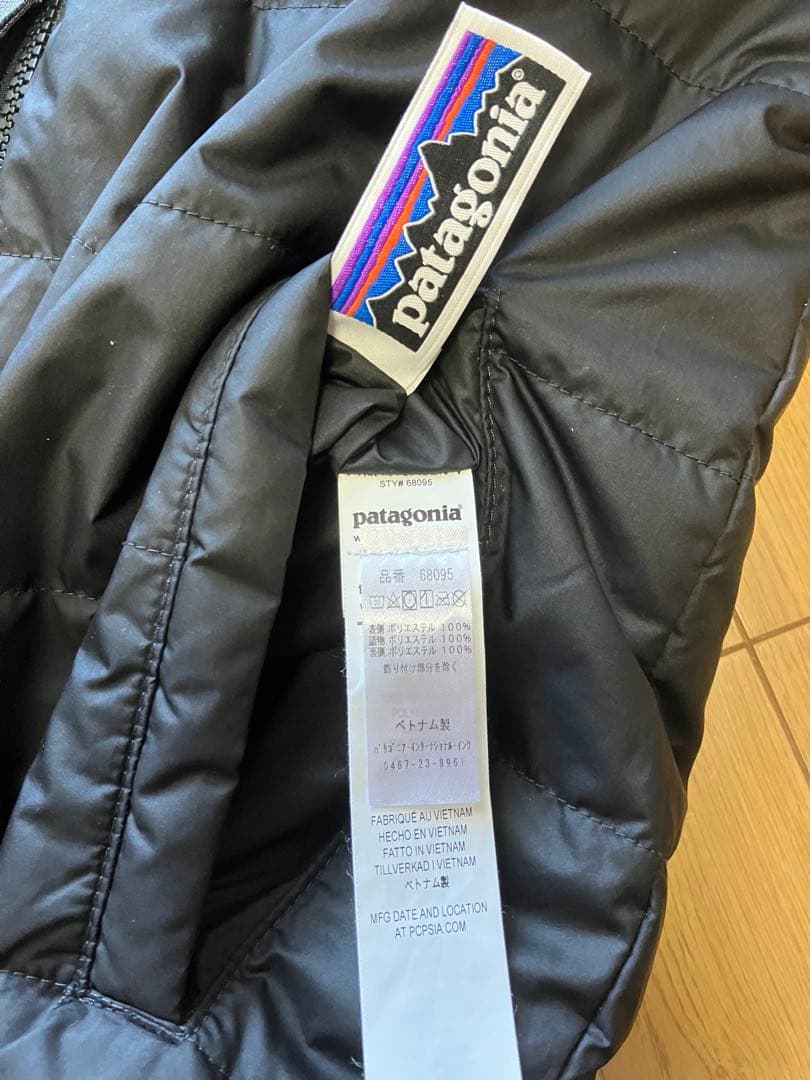 patagonia®
STY# 68095
patagonia®
品番 68095
表側 ポリエステル 100%
詰物 ポリエステル 100%
裏側 ポリエステル 100%
飾り付け部分を除く
ベトナム製
パタゴニア・インターナショナル・インク
0467-23-8961
FABRIQUÉ AU VIETNAM
HECHO EN VIETNAM
FATTO IN VIETNAM
TILLVERKAD I VIETNAM
ベトナム製
MFG DATE AND LOCATION
AT PCPSIA.COM